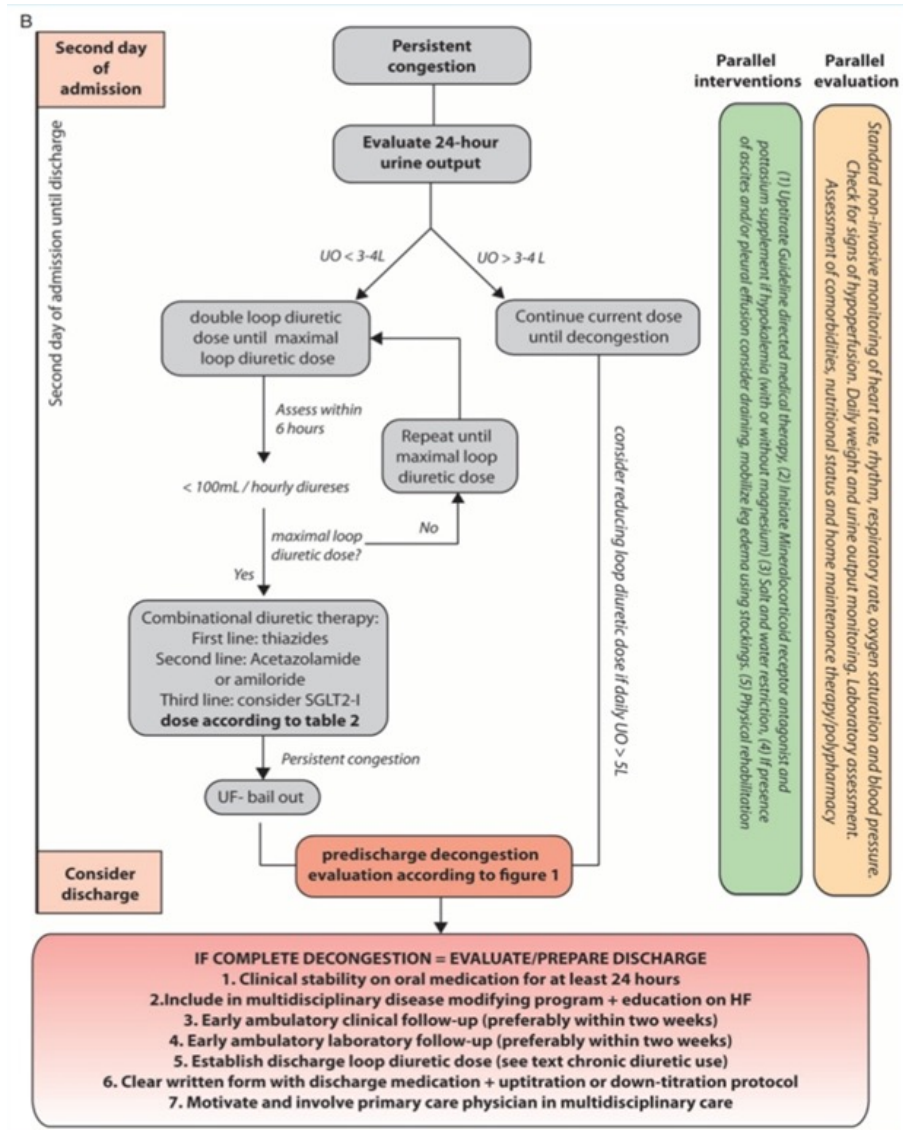 B
Second day
of
admission
Second day of admission until discharge
Persistent
congestion
Evaluate 24-hour
urine output
UO < 3-4L
UO > 3-4 L
double loop diuretic
dose until maximal
loop diuretic dose
Continue current dose
until decongestion
Assess within
6 hours
Repeat until
maximal loop
diuretic dose
< 100mL / hourly diureses
maximal loop
diuretic dose?
No
Yes
consider reducing loop diuretic dose if daily UO > 5L
Combinational diuretic therapy:
First line: thiazides
Second line: Acetazolamide
or amiloride
Third line: consider SGLT2-I
dose according to table 2
Persistent congestion
UF- bail out
Consider
discharge
predischarge decongestion
evaluation according to figure 1
Parallel
interventions
(1) Uptitrate Guideline directed medical therapy, (2) Initiate Mineralocorticoid receptor antagonist and
pottasium supplement if hypokalemia (with or without magnesium) (3) Salt and water restriction, (4) If presence
of ascites and/or pleural effusion consider draining, mobilize leg edema using stockings. (5) Physical rehabilitation
Parallel
evaluation
Standard non-invasive monitoring of heart rate, rhythm, respiratory rate, oxygen saturation and blood pressure.
Check for signs of hypoperfusion. Daily weight and urine output monitoring. Laboratory assessment.
Assessment of comorbidities, nutritional status and home maintenance therapy/polypharmacy
IF COMPLETE DECONGESTION = EVALUATE/PREPARE DISCHARGE
1. Clinical stability on oral medication for at least 24 hours
2.Include in multidisciplinary disease modifying program + education on HF
3. Early ambulatory clinical follow-up (preferably within two weeks)
4. Early ambulatory laboratory follow-up (preferably within two weeks)
5. Establish discharge loop diuretic dose (see text chronic diuretic use)
6. Clear written form with discharge medication + uptitration or down-titration protocol
7. Motivate and involve primary care physician in multidisciplinary care